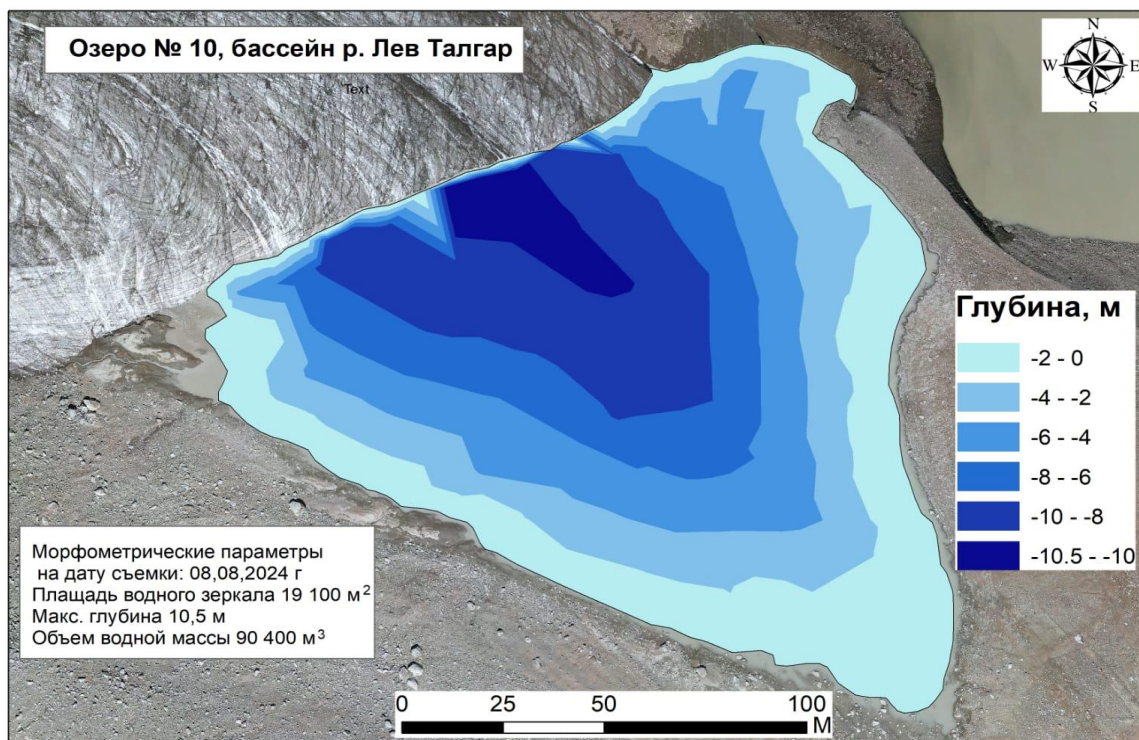 Озеро № 10, бассейн р. Лев Талгар
Text
N
W E
S
Глубина, м
-2 - 0
-4 - -2
-6 - -4
-8 - -6
-10 - -8
-10.5 - -10
Морфометрические параметры
на дату съемки: 08,08,2024 г
Площадь водного зеркала 19 100 м²
Макс. глубина 10,5 м
Объем водной массы 90 400 м³
0 25 50 100
М